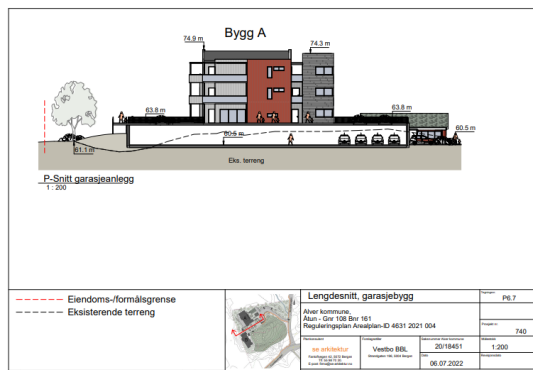 Bygg A
74.9 m
74.3 m
63.8 m
63.8 m
60.5 m
60.5 m
61.1 m
Eks. terreng
P-Snitt garasjeanlegg
1 : 200
Eiendoms-/formålsgrense
Eksisterende terreng
Lengdesnitt, garasjebygg
P6.7
Alver kommune.
Åtun - Gnr 108 Bnr 161
Reguleringsplan Arealplan-ID 4631 2021 004
740
se arkitektur
Vestbo BBL
20/18451
1:200
Dato
06.07.2022